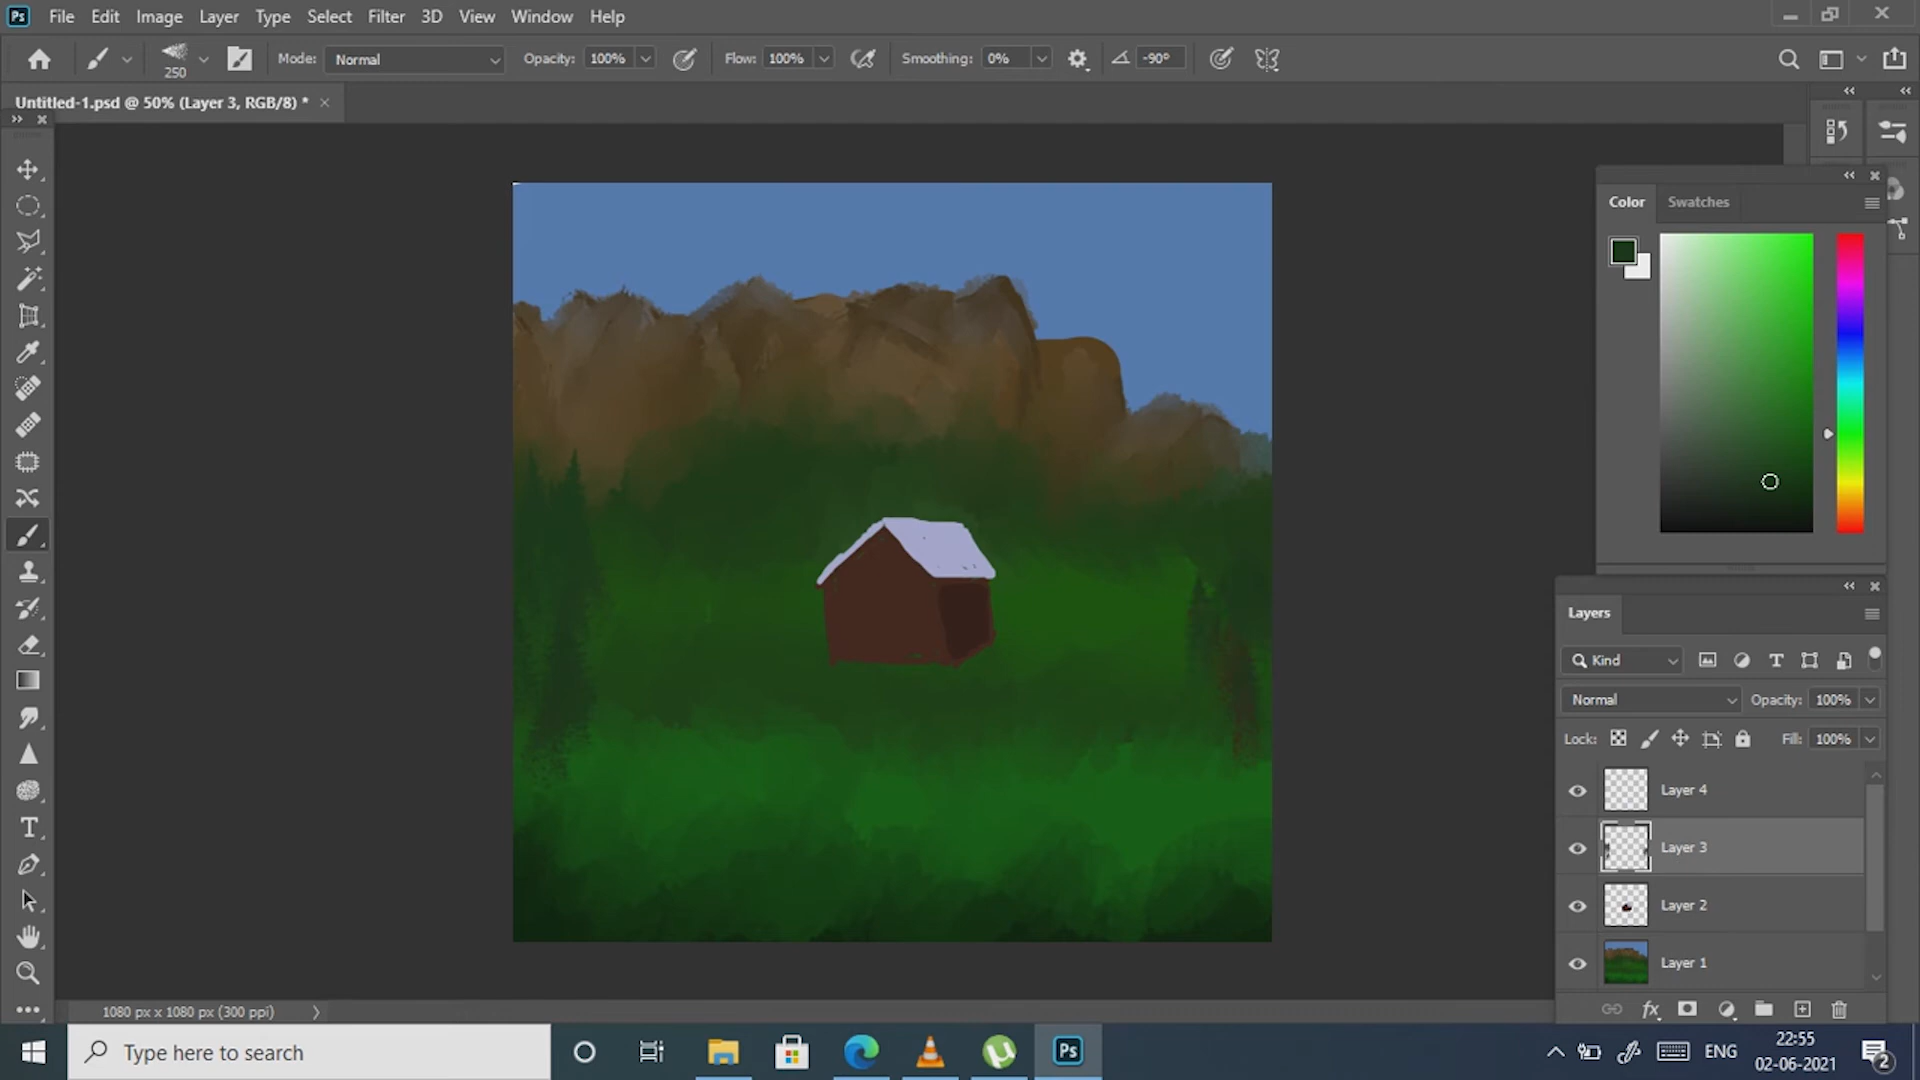 Ps File Edit Image Layer Type Select Filter 3D View Window Help
250 Mode: Normal Opacity: 100% Flow: 100% Smoothing: 0% -90°
Untitled-1.psd @ 50% (Layer 3, RGB/8) *
Color Swatches
Layers
Kind
Normal Opacity: 100%
Lock: Fill: 100%
Layer 4
Layer 3
Layer 2
Layer 1
fx
1080 px x 1080 px (300 ppi)
Type here to search
Ps
ENG
22:55
02-06-2021
2